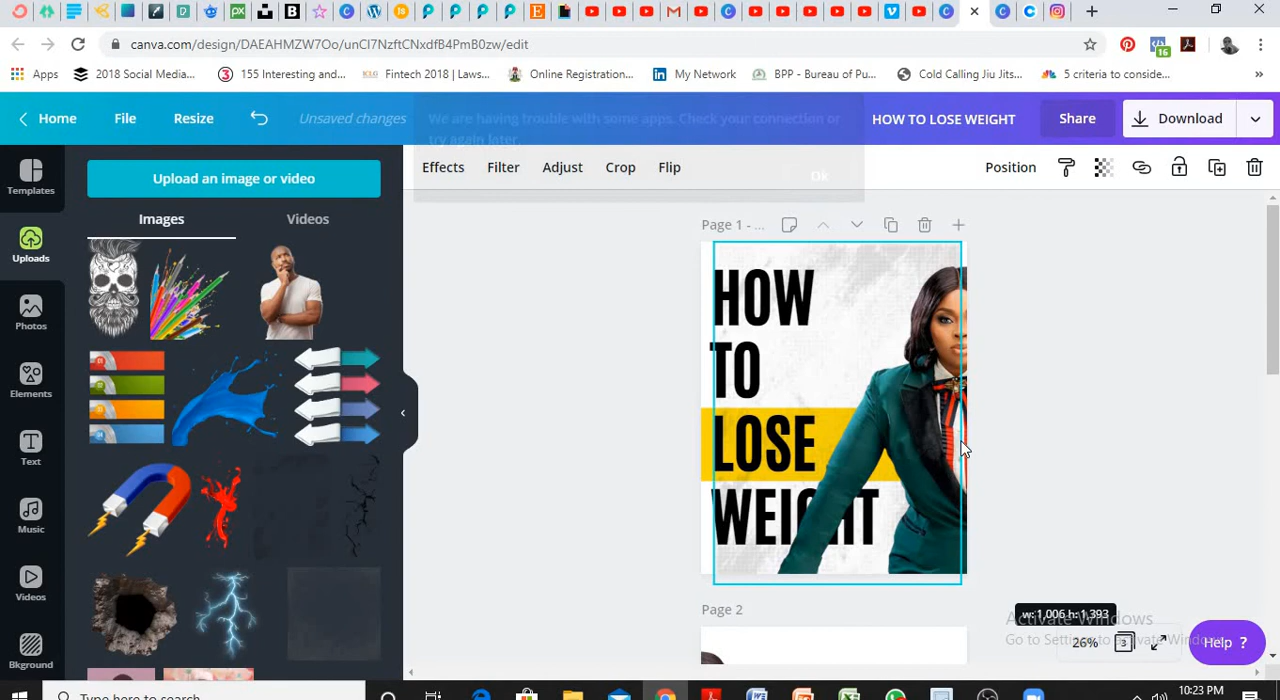 canva.com/design/DAEAHMZW7Oo/unCI7NzftCNxdfB4PmB0zw/edit
16
Apps
2018 Social Media...
155 Interesting and...
Fintech 2018 | Laws...
Online Registration...
My Network
BPP - Bureau of Pu...
Cold Calling Jiu Jits...
5 criteria to conside...
»
Home
File
Resize
Unsaved changes
We are having trouble with some apps. Check your connection or
try again later.
Ok
HOW TO LOSE WEIGHT
Share
Download
Templates
Uploads
Photos
Elements
Text
Music
Videos
Bkground
Upload an image or video
Images
Videos
Effects
Filter
Adjust
Crop
Flip
Position
Page 1 - ...
HOW
TO
LOSE
WEIGHT
Page 2
w: 1,006 h: 1,393
Activate Windows
Go to Settings to activate Windows.
26%
3
Help ?
Type here to search
10:23 PM